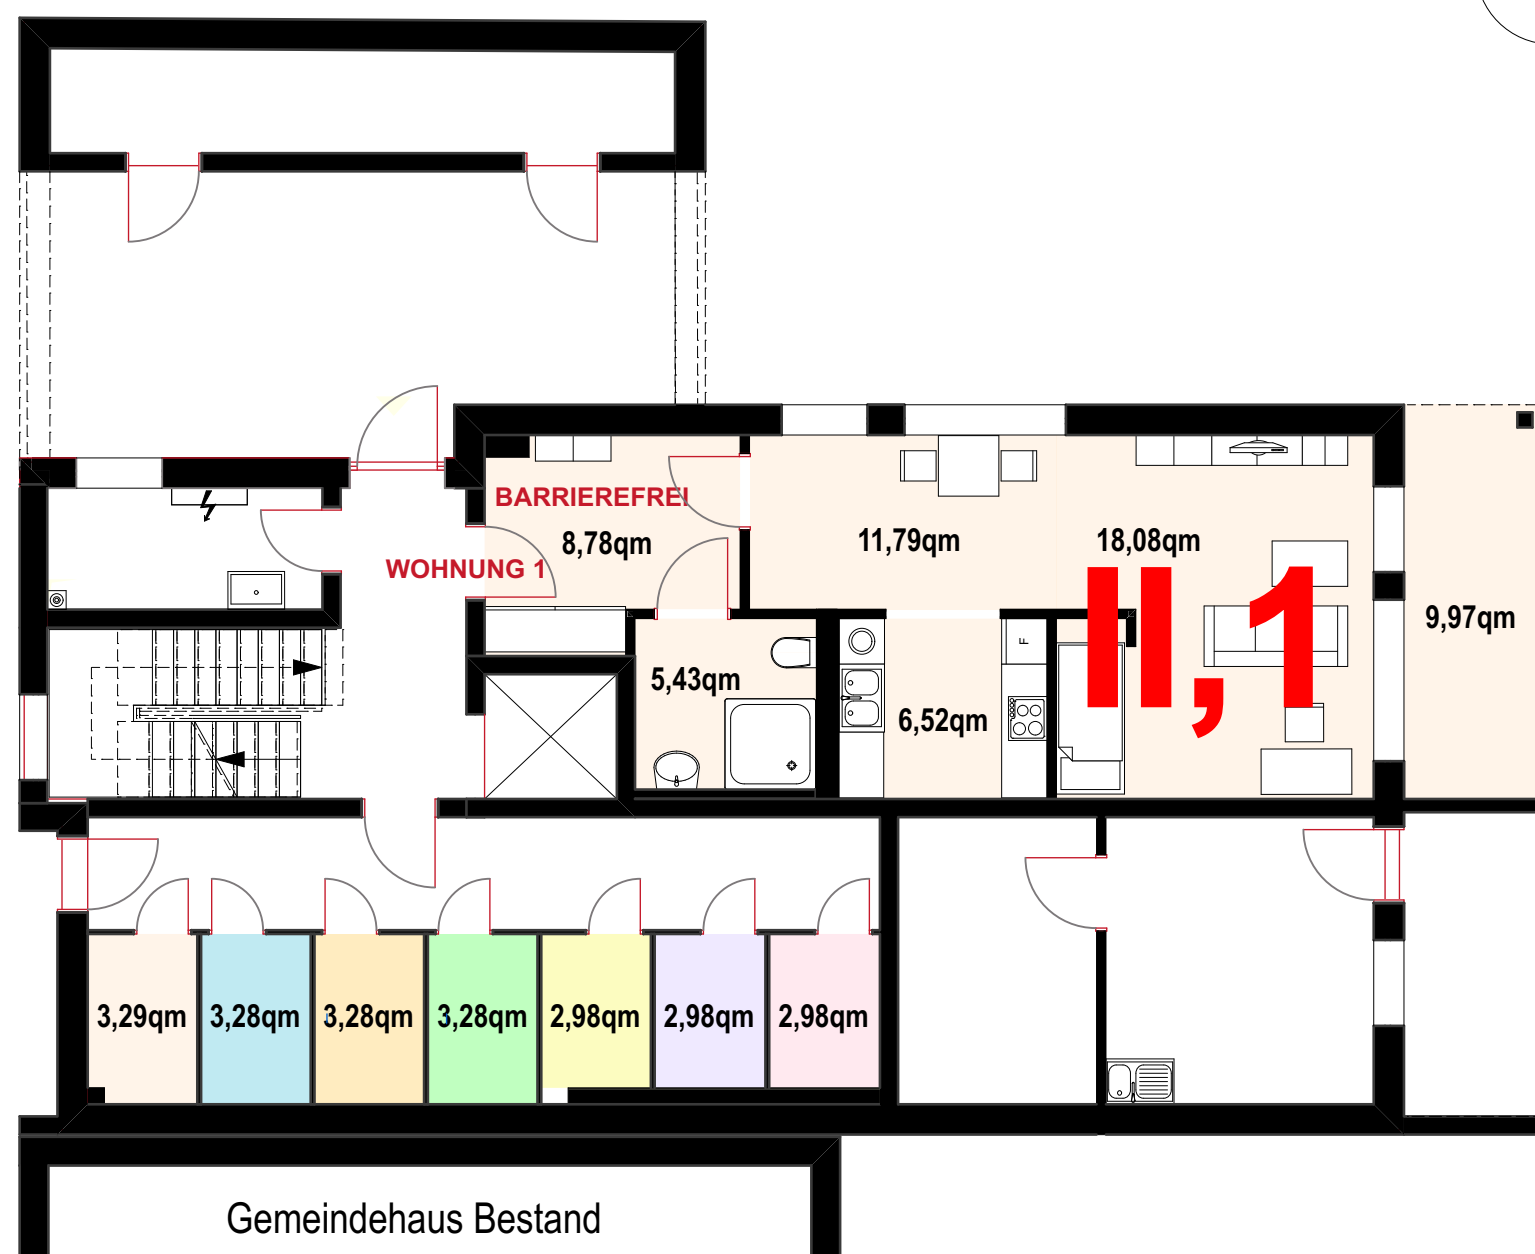 BARRIEREFREI
8,78qm
WOHNUNG 1
11,79qm
18,08qm
II,1
9,97qm
5,43qm
6,52qm
F
3,29qm
3,28qm
3,28qm
3,28qm
2,98qm
2,98qm
2,98qm
Gemeindehaus Bestand